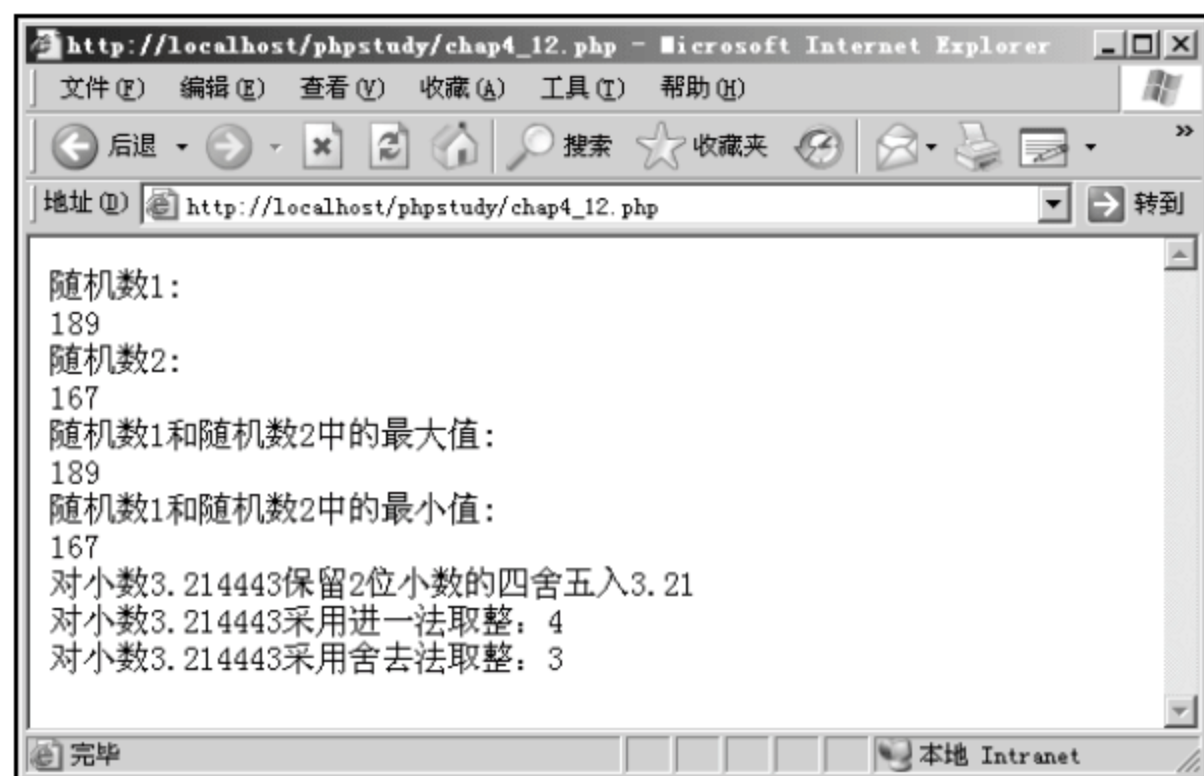 http://localhost/phpstudy/chap4_12.php - Microsoft Internet Explorer
文件(F) 编辑(E) 查看(V) 收藏(A) 工具(T) 帮助(H)
后退 搜索 收藏夹 »
地址(D) http://localhost/phpstudy/chap4_12.php 转到
随机数1:
189
随机数2:
167
随机数1和随机数2中的最大值:
189
随机数1和随机数2中的最小值:
167
对小数3.214443保留2位小数的四舍五入3.21
对小数3.214443采用进一法取整：4
对小数3.214443采用舍去法取整：3
完毕 本地 Intranet